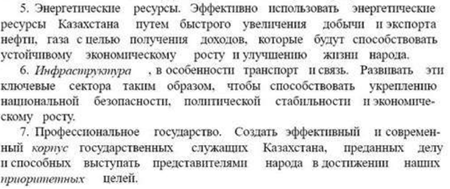 5. Энергетические ресурсы. Эффективно использовать энергетические
ресурсы Казахстана путем быстрого увеличения добычи и экспорта
нефти, газа с целью получения доходов, которые будут способствовать
устойчивому экономическому росту и улучшению жизни народа.
6. Инфраструктура , в особенности транспорт и связь. Развивать эти
ключевые сектора таким образом, чтобы способствовать укреплению
национальной безопасности, политической стабильности и экономиче-
скому росту.
7. Профессиональное государство. Создать эффективный и современ-
ный корпус государственных служащих Казахстана, преданных делу
и способных выступать представителями народа в достижении наших
приоритетных целей.